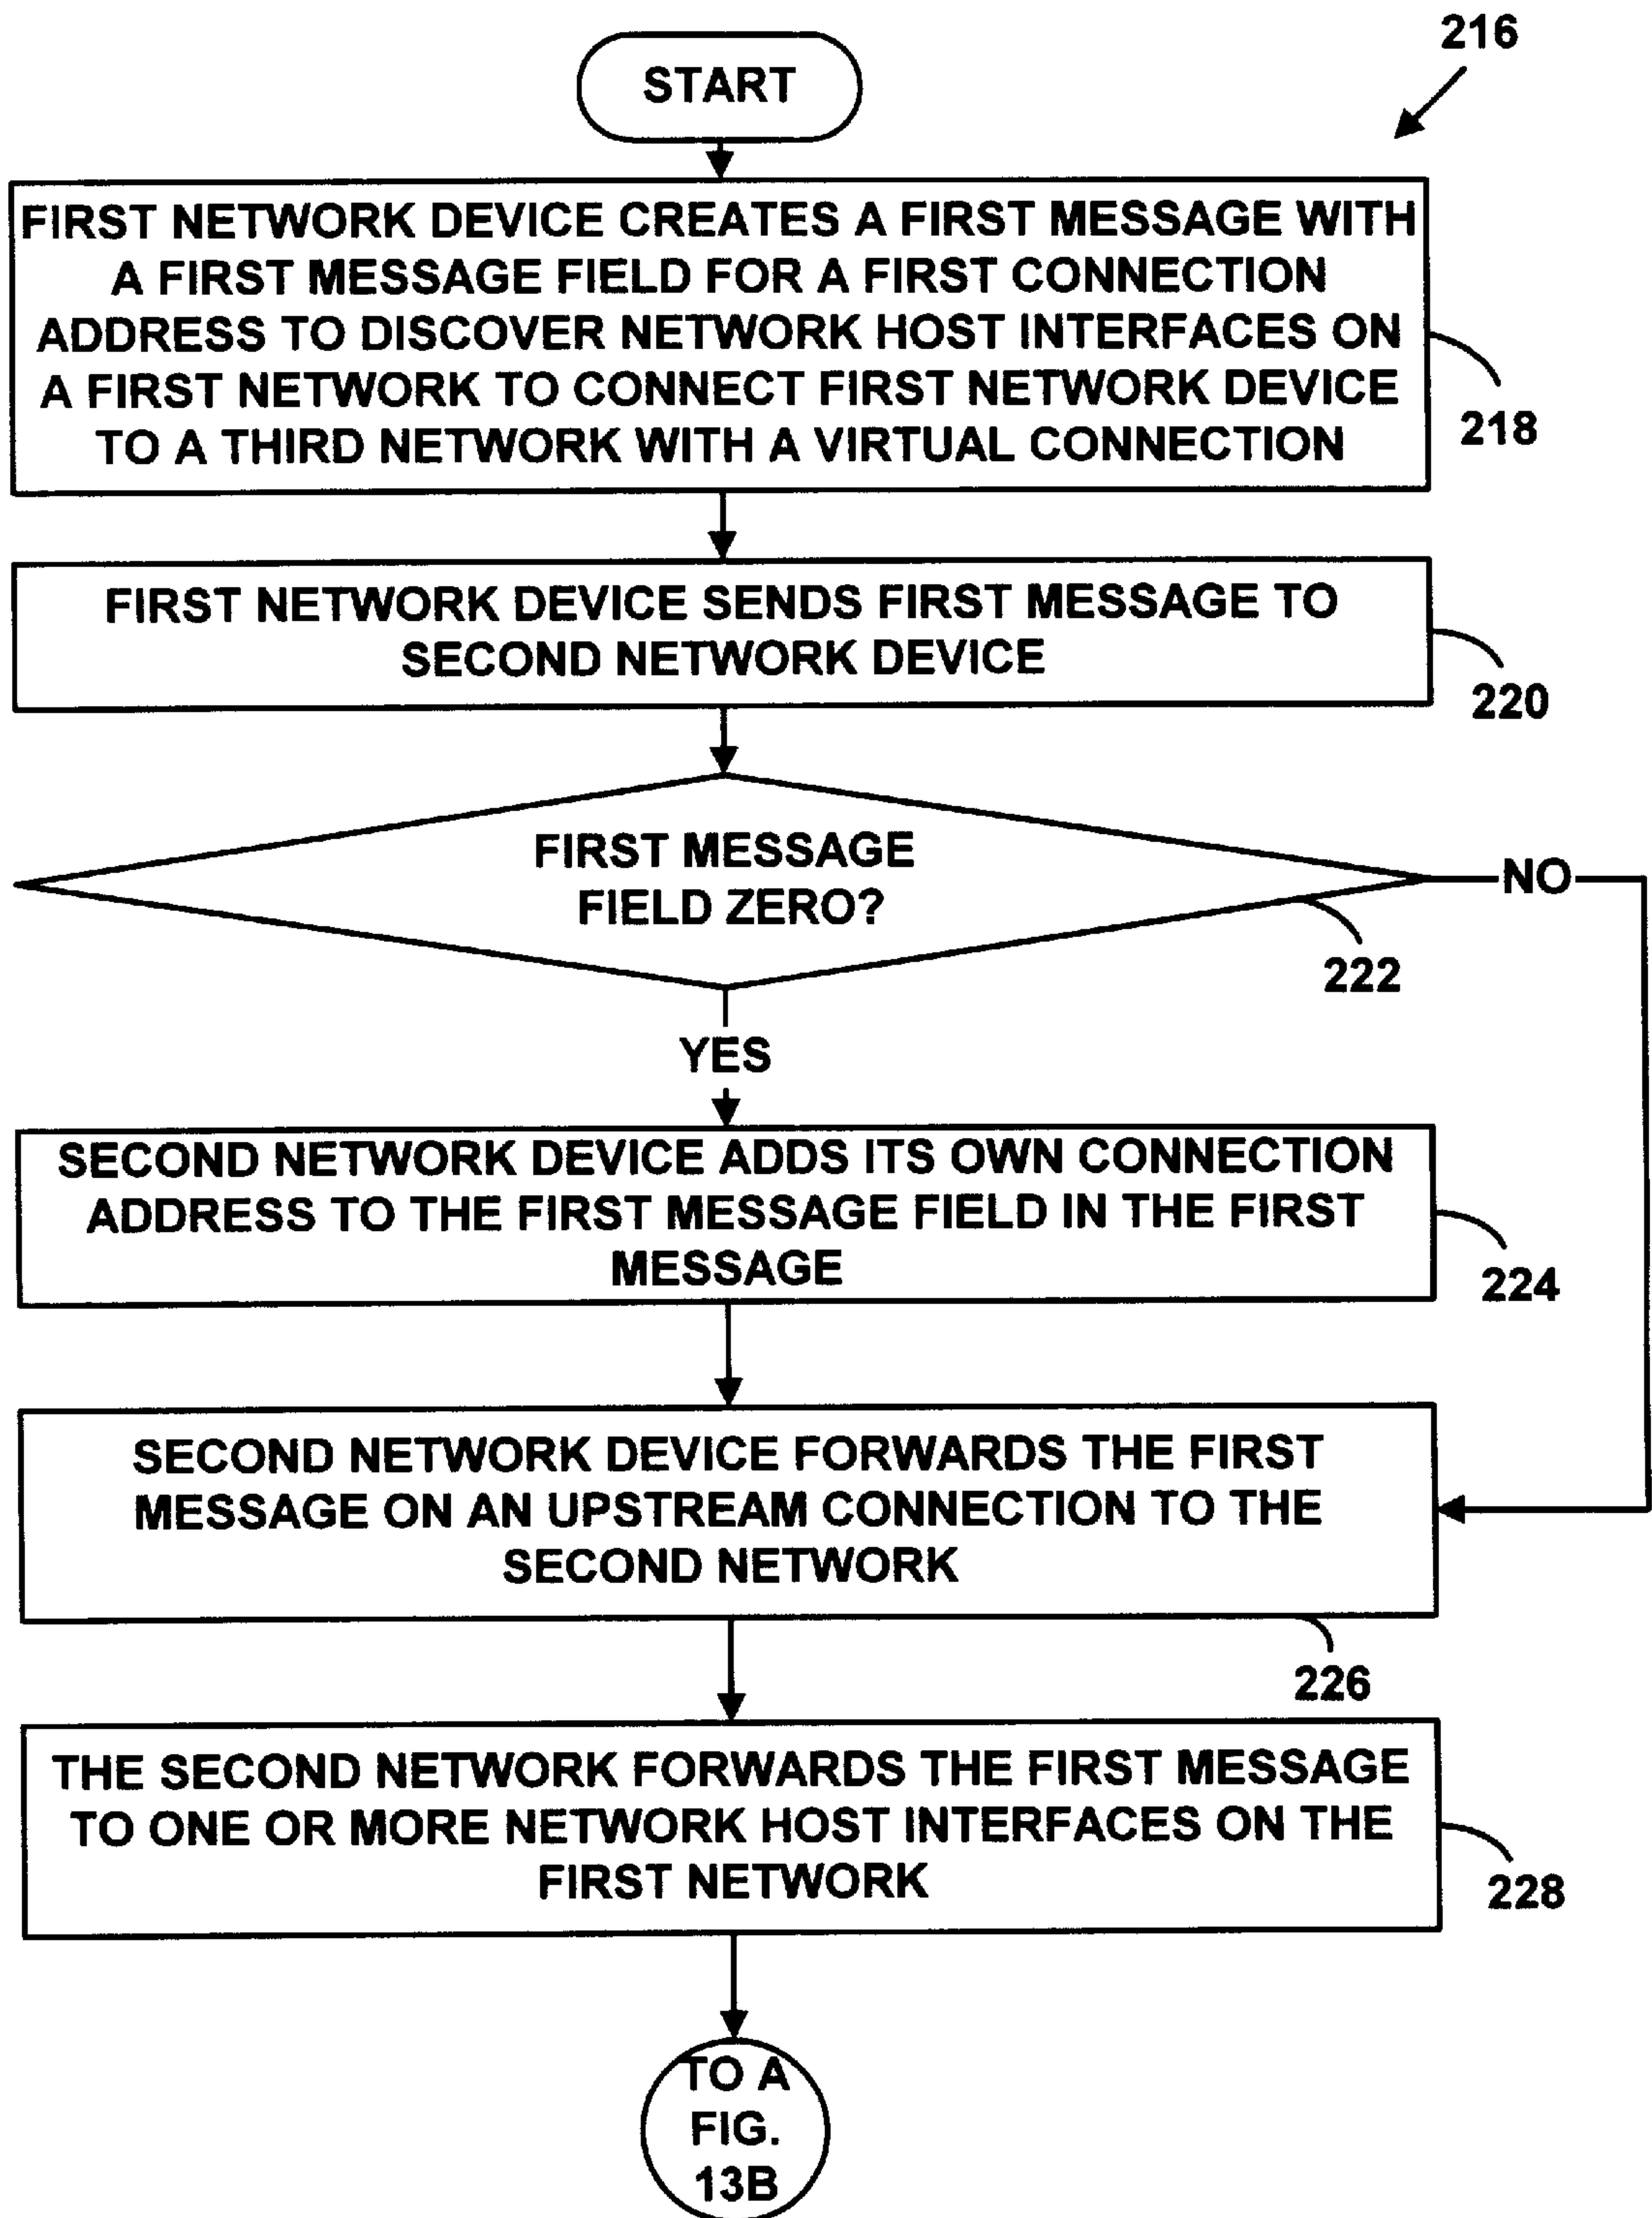 216
START
FIRST NETWORK DEVICE CREATES A FIRST MESSAGE WITH
A FIRST MESSAGE FIELD FOR A FIRST CONNECTION
ADDRESS TO DISCOVER NETWORK HOST INTERFACES ON
A FIRST NETWORK TO CONNECT FIRST NETWORK DEVICE
TO A THIRD NETWORK WITH A VIRTUAL CONNECTION
218
FIRST NETWORK DEVICE SENDS FIRST MESSAGE TO
SECOND NETWORK DEVICE
220
FIRST MESSAGE
FIELD ZERO?
NO
222
YES
SECOND NETWORK DEVICE ADDS ITS OWN CONNECTION
ADDRESS TO THE FIRST MESSAGE FIELD IN THE FIRST
MESSAGE
224
SECOND NETWORK DEVICE FORWARDS THE FIRST
MESSAGE ON AN UPSTREAM CONNECTION TO THE
SECOND NETWORK
226
THE SECOND NETWORK FORWARDS THE FIRST MESSAGE
TO ONE OR MORE NETWORK HOST INTERFACES ON THE
FIRST NETWORK
228
TO A
FIG.
13B